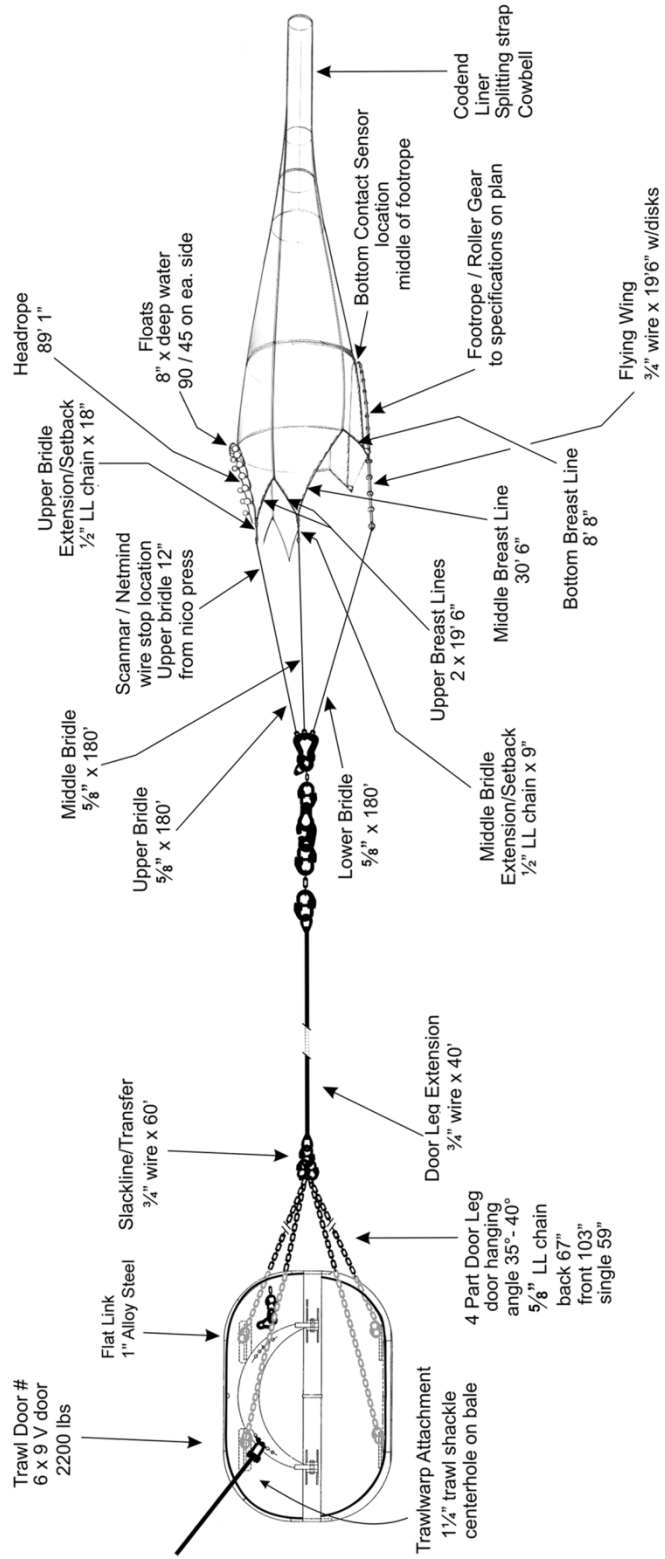 Trawl Door #
6 x 9 V door
2200 lbs
Flat Link
1" Alloy Steel
Slackline/Transfer
¾" wire x 60'
Middle Bridle
⅝" x 180'
Upper Bridle
⅝" x 180'
Scanmar / Netmind
wire stop location
Upper bridle 12"
from nico press
Upper Bridle
Extension/Setback
½" LL chain x 18"
Headrope
89' 1"
Floats
8" x deep water
90 / 45 on ea. side
Trawlwarp Attachment
1¼" trawl shackle
centerhole on bale
4 Part Door Leg
door hanging
angle 35°- 40°
⅝" LL chain
back 67"
front 103"
single 59"
Door Leg Extension
¾" wire x 40'
Lower Bridle
⅝" x 180'
Middle Bridle
Extension/Setback
½" LL chain x 9"
Upper Breast Lines
2 x 19' 6"
Middle Breast Line
30' 6"
Bottom Breast Line
8' 8"
Flying Wing
¾" wire x 19'6" w/disks
Footrope / Roller Gear
to specifications on plan
Bottom Contact Sensor
location
middle of footrope
Codend
Liner
Splitting strap
Cowbell